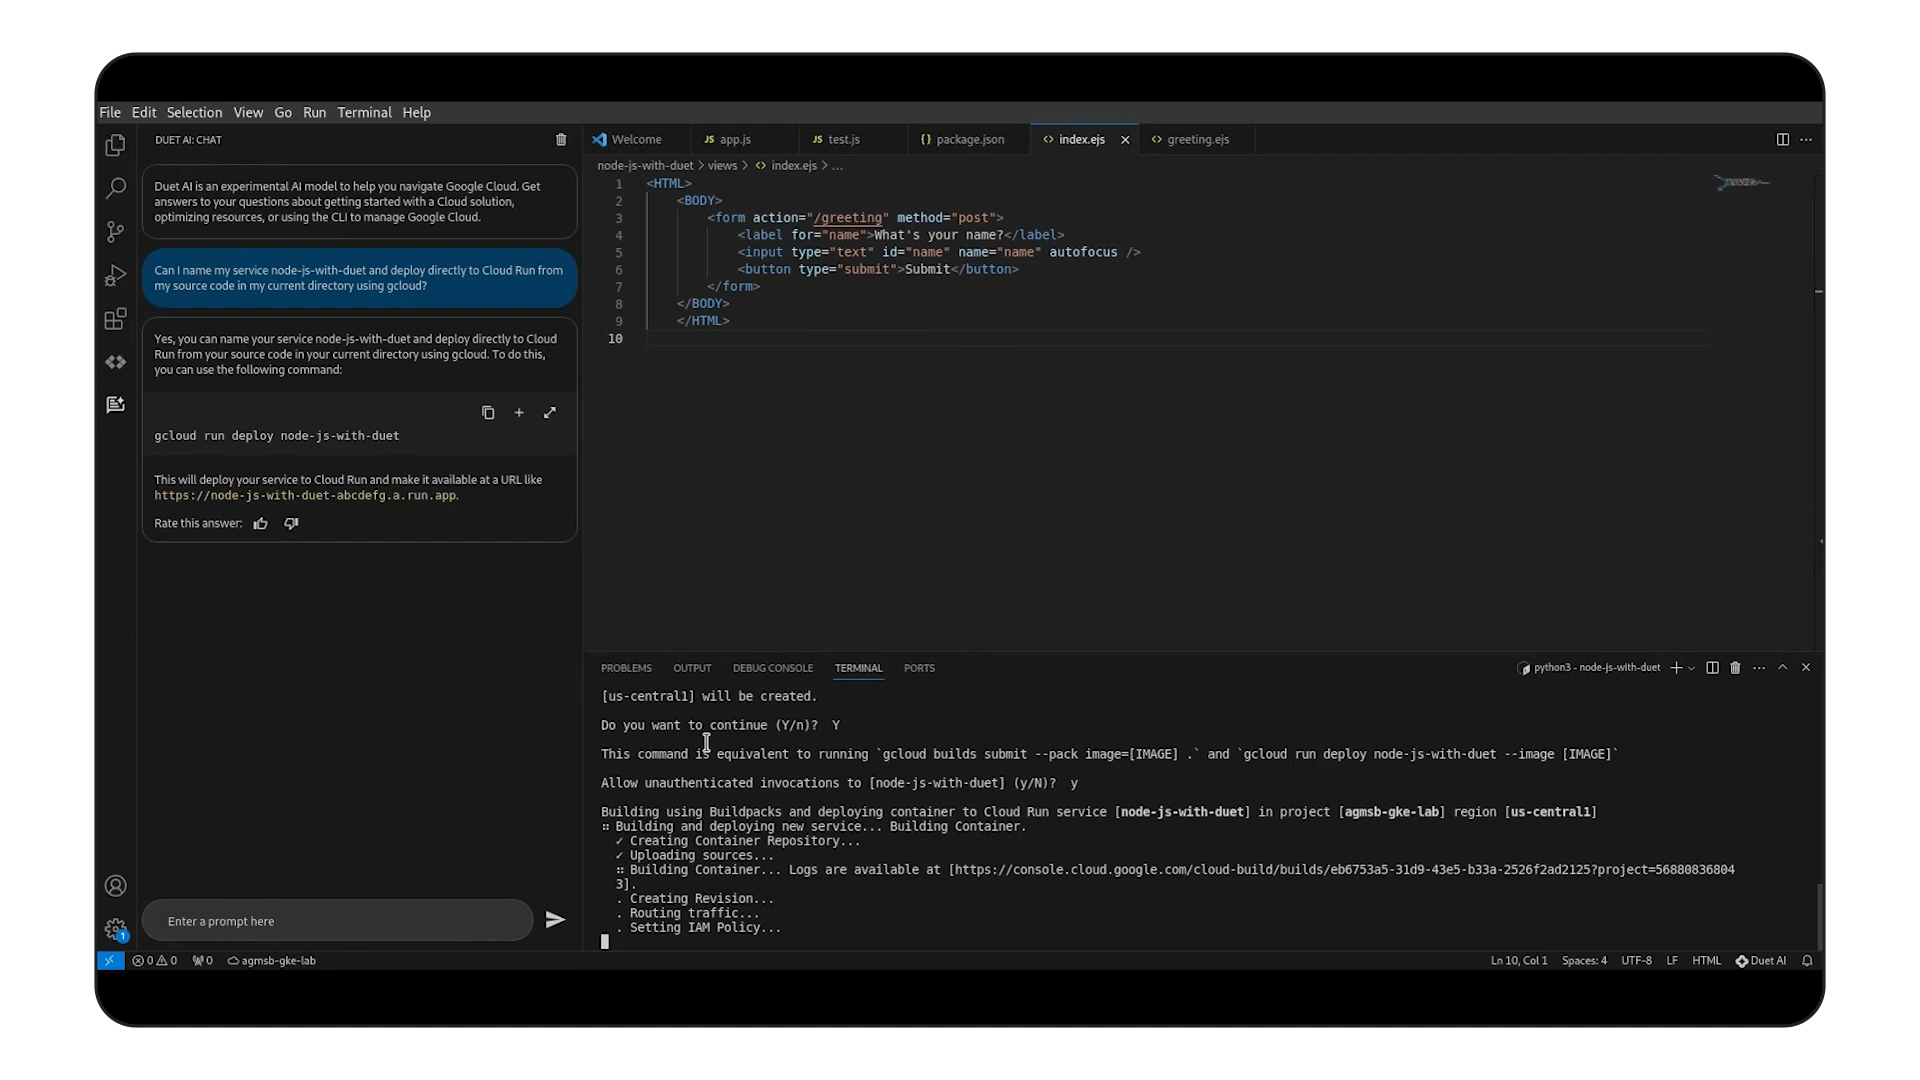 File Edit Selection View Go Run Terminal Help
DUET AI: CHAT
Duet AI is an experimental AI model to help you navigate Google Cloud. Get
answers to your questions about getting started with a Cloud solution,
optimizing resources, or using the CLI to manage Google Cloud.
Can I name my service node-js-with-duet and deploy directly to Cloud Run from
my source code in my current directory using gcloud?
Yes, you can name your service node-js-with-duet and deploy directly to Cloud
Run from your source code in your current directory using gcloud. To do this,
you can use the following command:
gcloud run deploy node-js-with-duet
This will deploy your service to Cloud Run and make it available at a URL like
https://node-js-with-duet-abcdefg.a.run.app.
Rate this answer:
Enter a prompt here
1
Welcome JS app.js JS test.js {} package.json <> index.ejs <> greeting.ejs
node-js-with-duet > views > <> index.ejs > ...
1 <HTML>
2 <BODY>
3 <form action="/greeting" method="post">
4 <label for="name">What's your name?</label>
5 <input type="text" id="name" name="name" autofocus />
6 <button type="submit">Submit</button>
7 </form>
8 </BODY>
9 </HTML>
10
PROBLEMS OUTPUT DEBUG CONSOLE TERMINAL PORTS python3 - node-js-with-duet
[us-central1] will be created.
Do you want to continue (Y/n)? Y
This command is equivalent to running `gcloud builds submit --pack image=[IMAGE] .` and `gcloud run deploy node-js-with-duet --image [IMAGE]`
Allow unauthenticated invocations to [node-js-with-duet] (y/N)? y
Building using Buildpacks and deploying container to Cloud Run service [node-js-with-duet] in project [agmsb-gke-lab] region [us-central1]
⠶ Building and deploying new service... Building Container.
✓ Creating Container Repository...
✓ Uploading sources...
⠶ Building Container... Logs are available at [https://console.cloud.google.com/cloud-build/builds/eb6753a5-31d9-43e5-b33a-2526f2ad2125?project=56880836804
3].
. Creating Revision...
. Routing traffic...
. Setting IAM Policy...
0 0 0 agmsb-gke-lab Ln 10, Col 1 Spaces: 4 UTF-8 LF HTML Duet AI